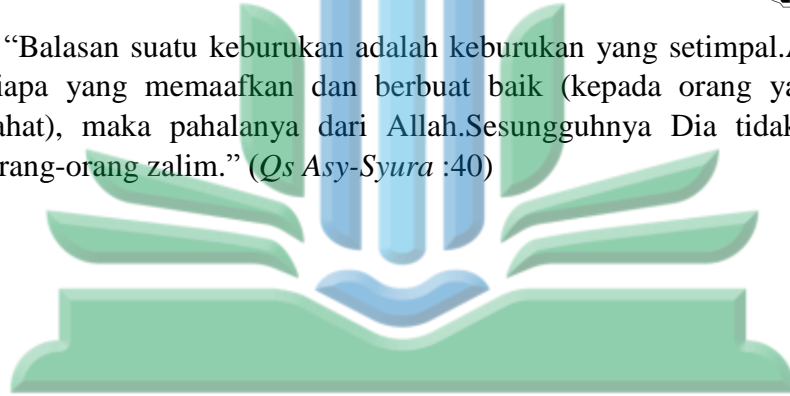 “Balasan suatu keburukan adalah keburukan yang setimpal.
iapa yang memaafkan dan berbuat baik (kepada orang ya
ahat), maka pahalanya dari Allah.Sesungguhnya Dia tidak
rang-orang zalim.” (Qs Asy-Syura :40)